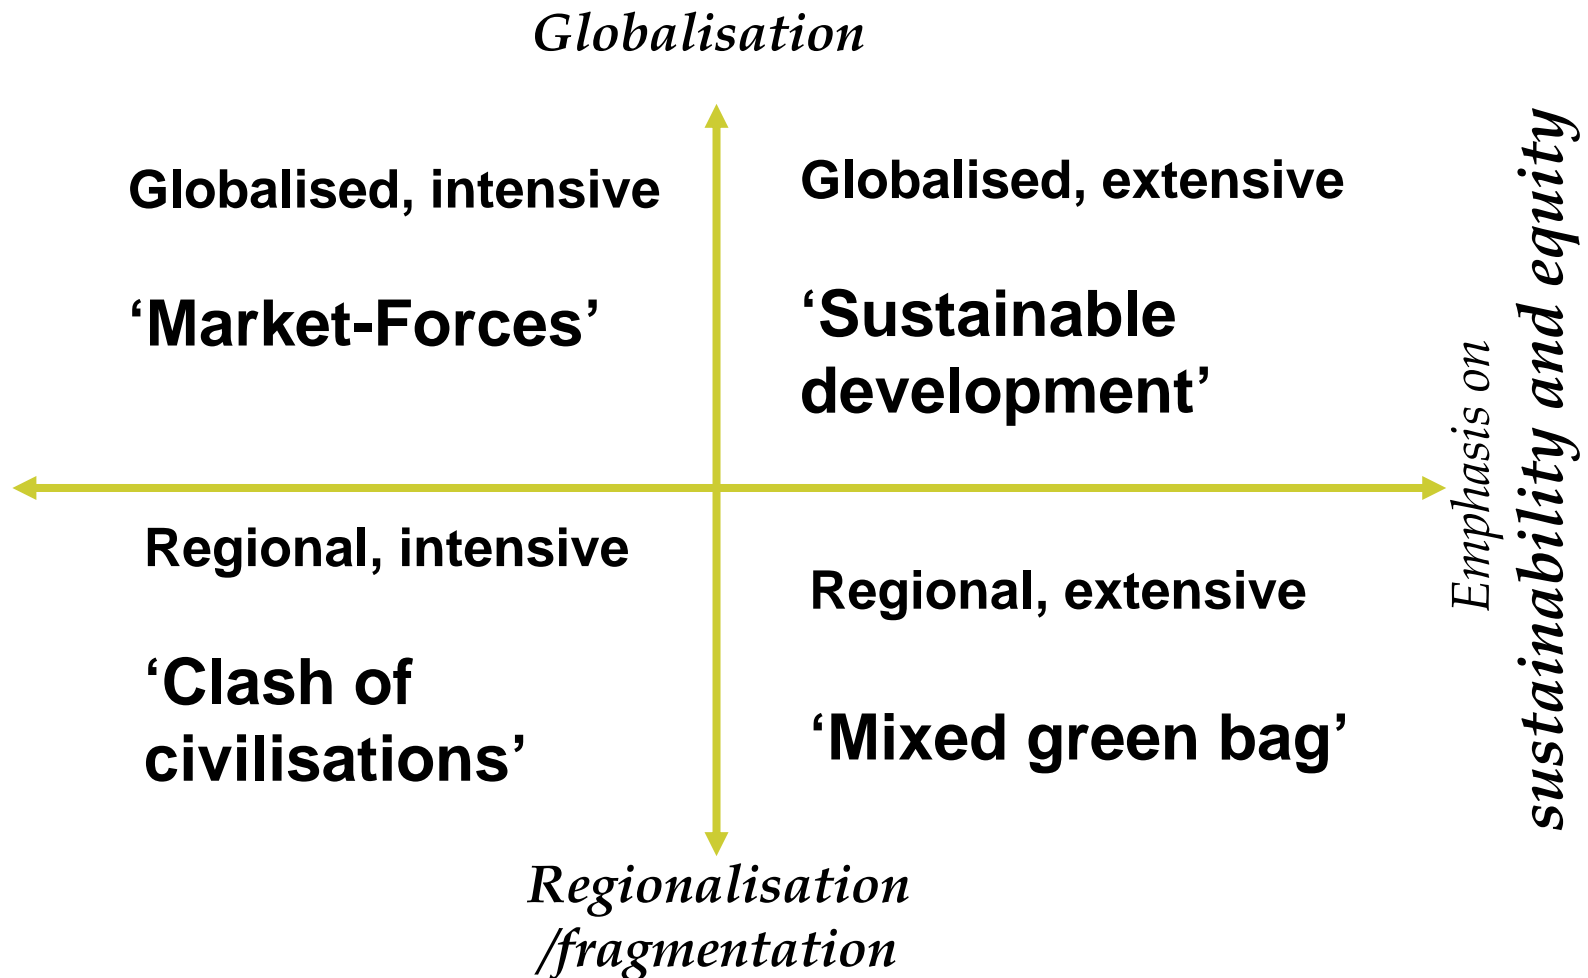 Globalisation
Globalised, intensive
‘Market-Forces’
Globalised, extensive
‘Sustainable
development’
Emphasis on
sustainability and equity
Regional, intensive
‘Clash of
civilisations’
Regional, extensive
‘Mixed green bag’
Regionalisation
/fragmentation